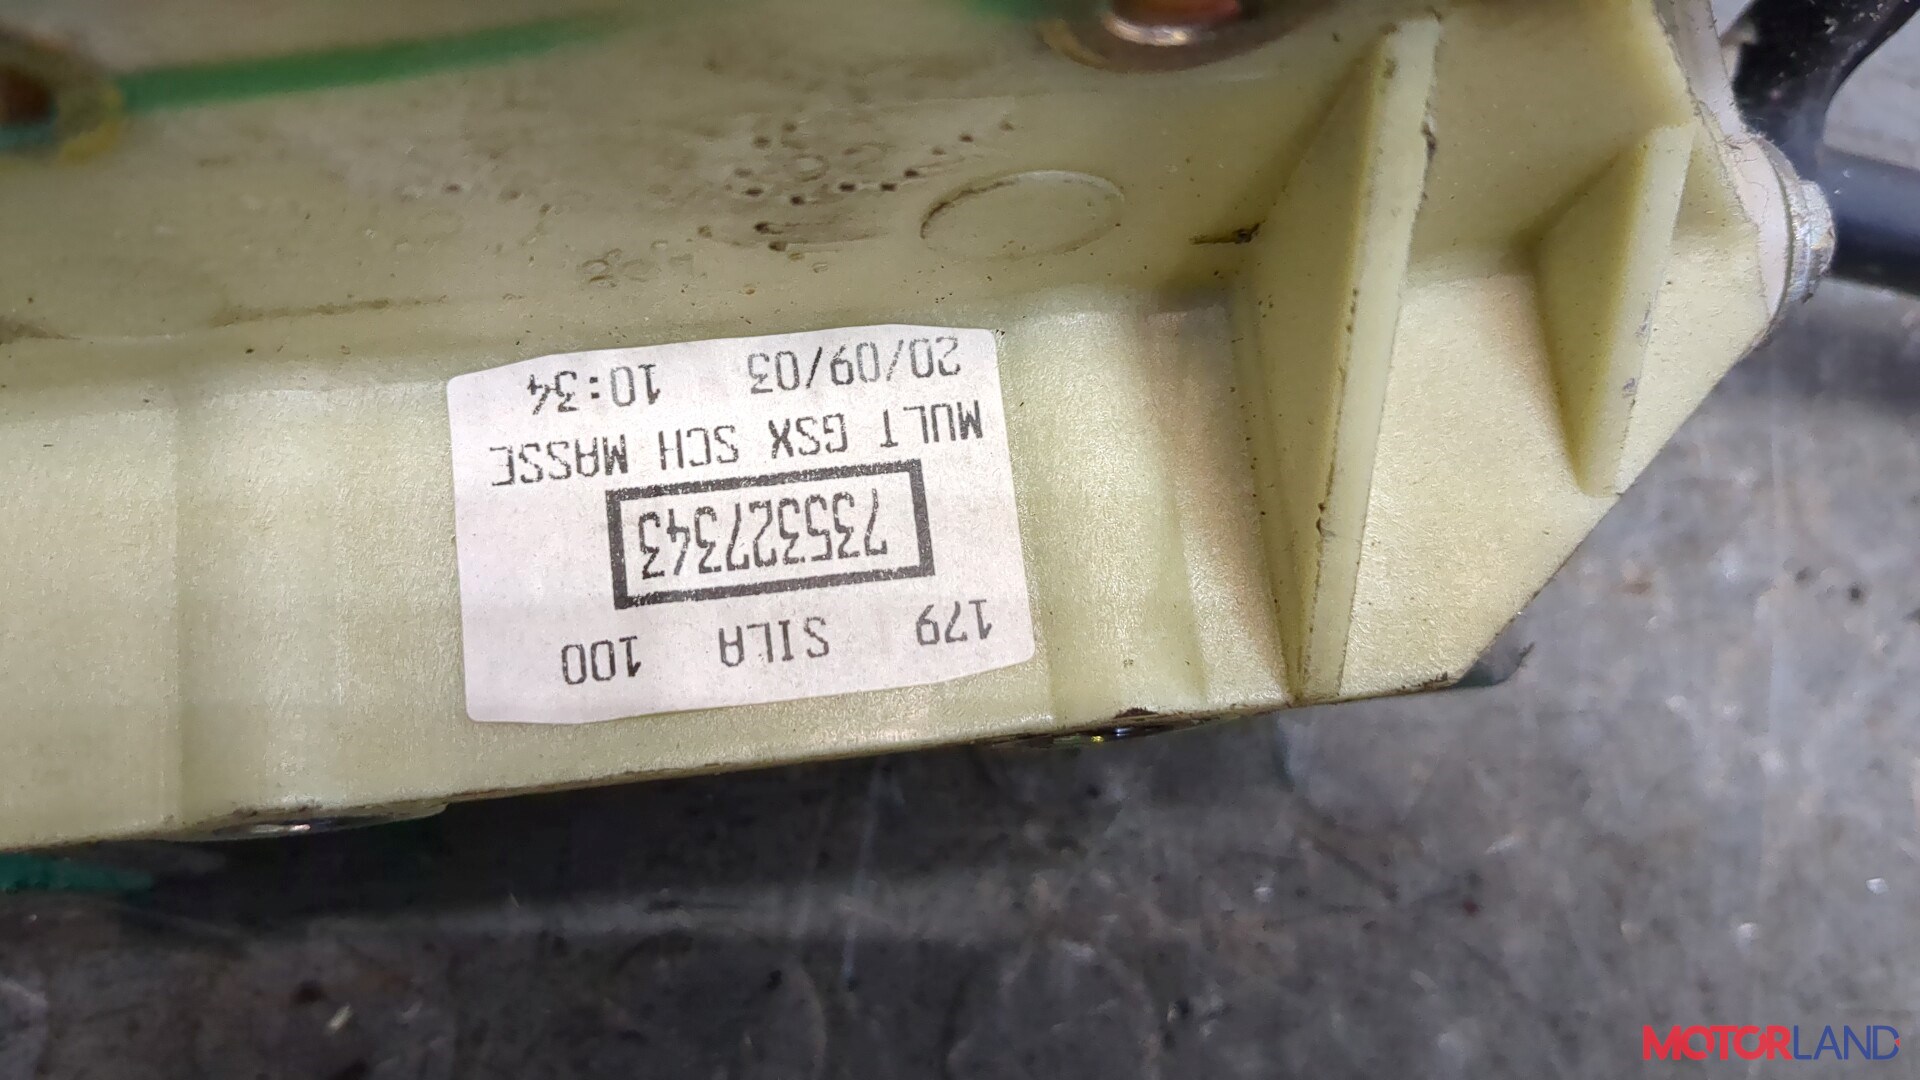 179 SILA 100
735327343
MULT GSX SCH MASSE
20/09/03 10:34
MOTORLAND